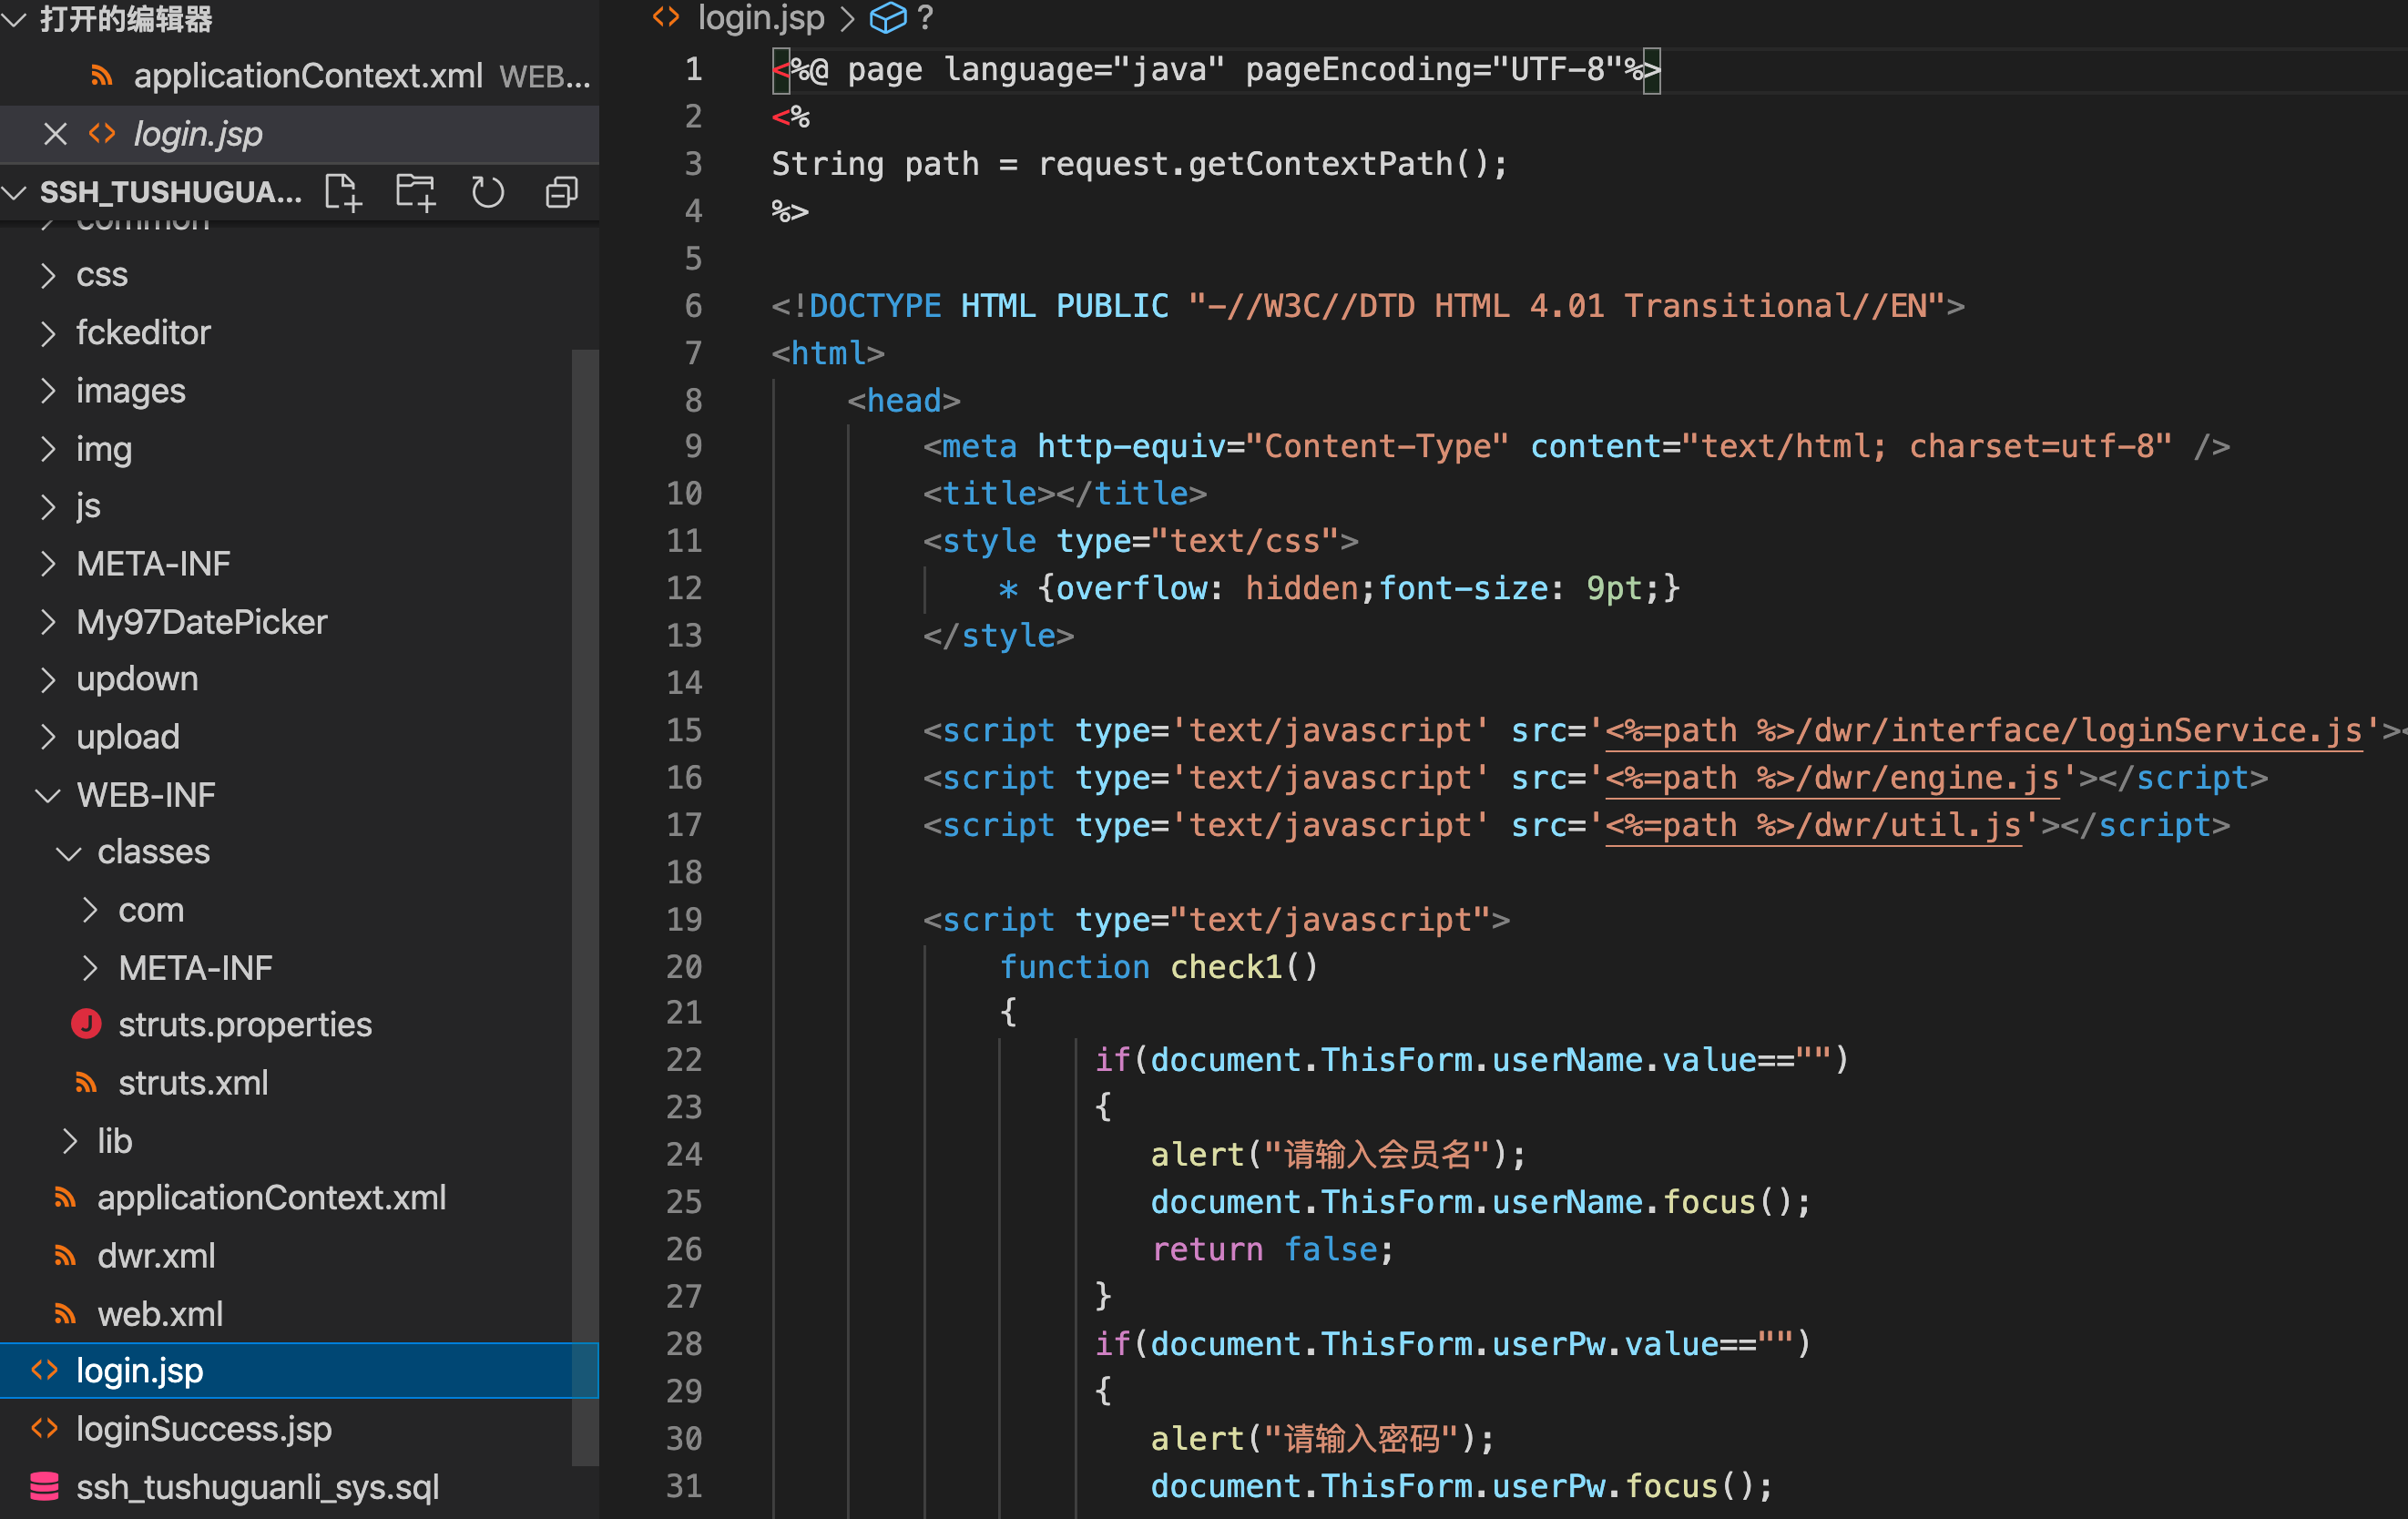 打开的编辑器
applicationContext.xml WEB...
login.jsp
SSH_TUSHUGUA...
common
css
fckeditor
images
img
js
META-INF
My97DatePicker
updown
upload
WEB-INF
classes
com
META-INF
struts.properties
struts.xml
lib
applicationContext.xml
dwr.xml
web.xml
login.jsp
loginSuccess.jsp
ssh_tushuguanli_sys.sql
login.jsp > ?
1 <%@ page language="java" pageEncoding="UTF-8"%>
2 <%
3 String path = request.getContextPath();
4 %>
5
6 <!DOCTYPE HTML PUBLIC "-//W3C//DTD HTML 4.01 Transitional//EN">
7 <html>
8 <head>
9 <meta http-equiv="Content-Type" content="text/html; charset=utf-8" />
10 <title></title>
11 <style type="text/css">
12 * {overflow: hidden;font-size: 9pt;}
13 </style>
14
15 <script type='text/javascript' src='<%=path %>/dwr/interface/loginService.js'><
16 <script type='text/javascript' src='<%=path %>/dwr/engine.js'></script>
17 <script type='text/javascript' src='<%=path %>/dwr/util.js'></script>
18
19 <script type="text/javascript">
20 function check1()
21 {
22 if(document.ThisForm.userName.value=="")
23 {
24 alert("请输入会员名");
25 document.ThisForm.userName.focus();
26 return false;
27 }
28 if(document.ThisForm.userPw.value=="")
29 {
30 alert("请输入密码");
31 document.ThisForm.userPw.focus();